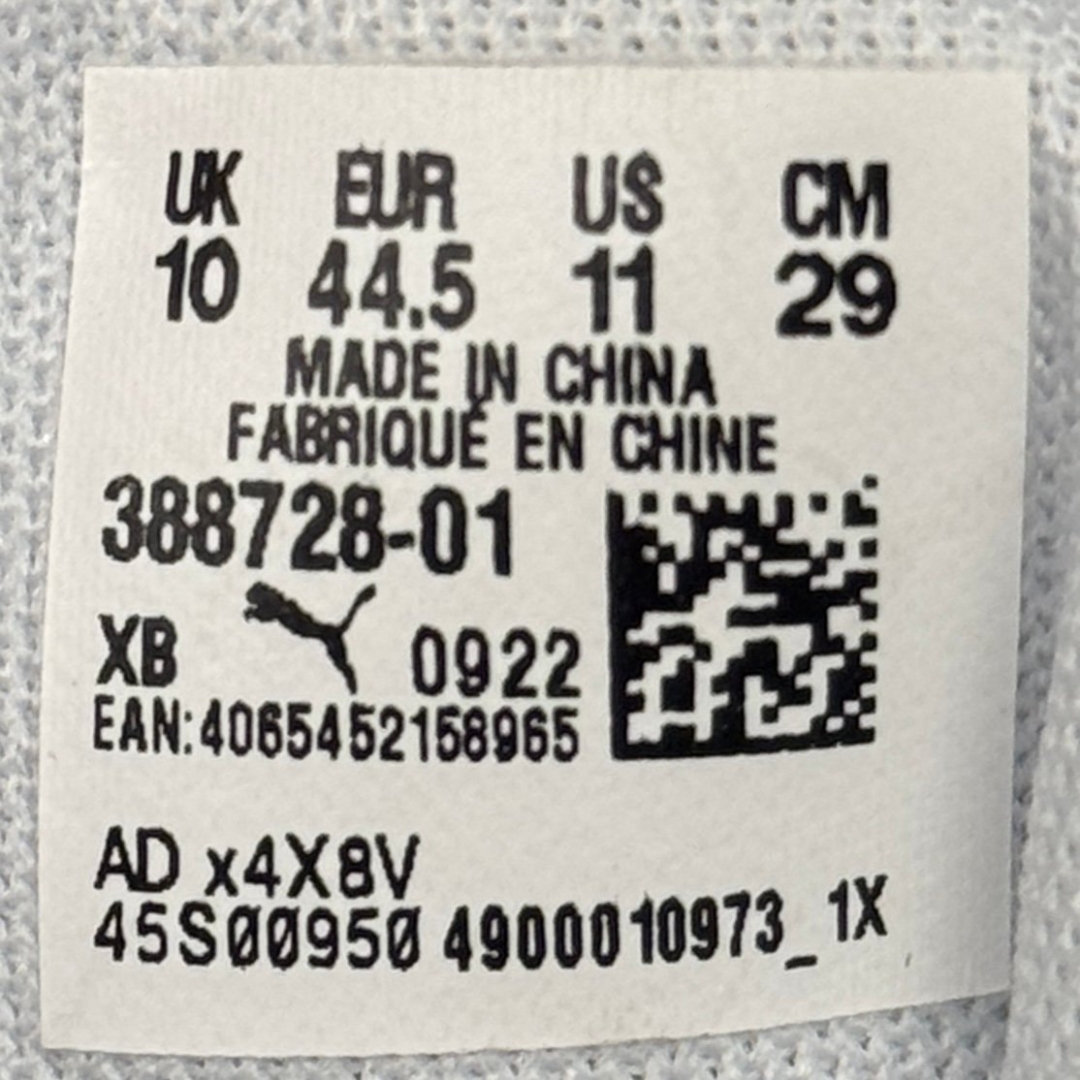 UK EUR US CM
10 44.5 11 29
MADE IN CHINA
FABRIQUÉ EN CHINE
388728-01
XB 0922
EAN:4065452158965
AD x4X8V
45S00950 4900010973_1X